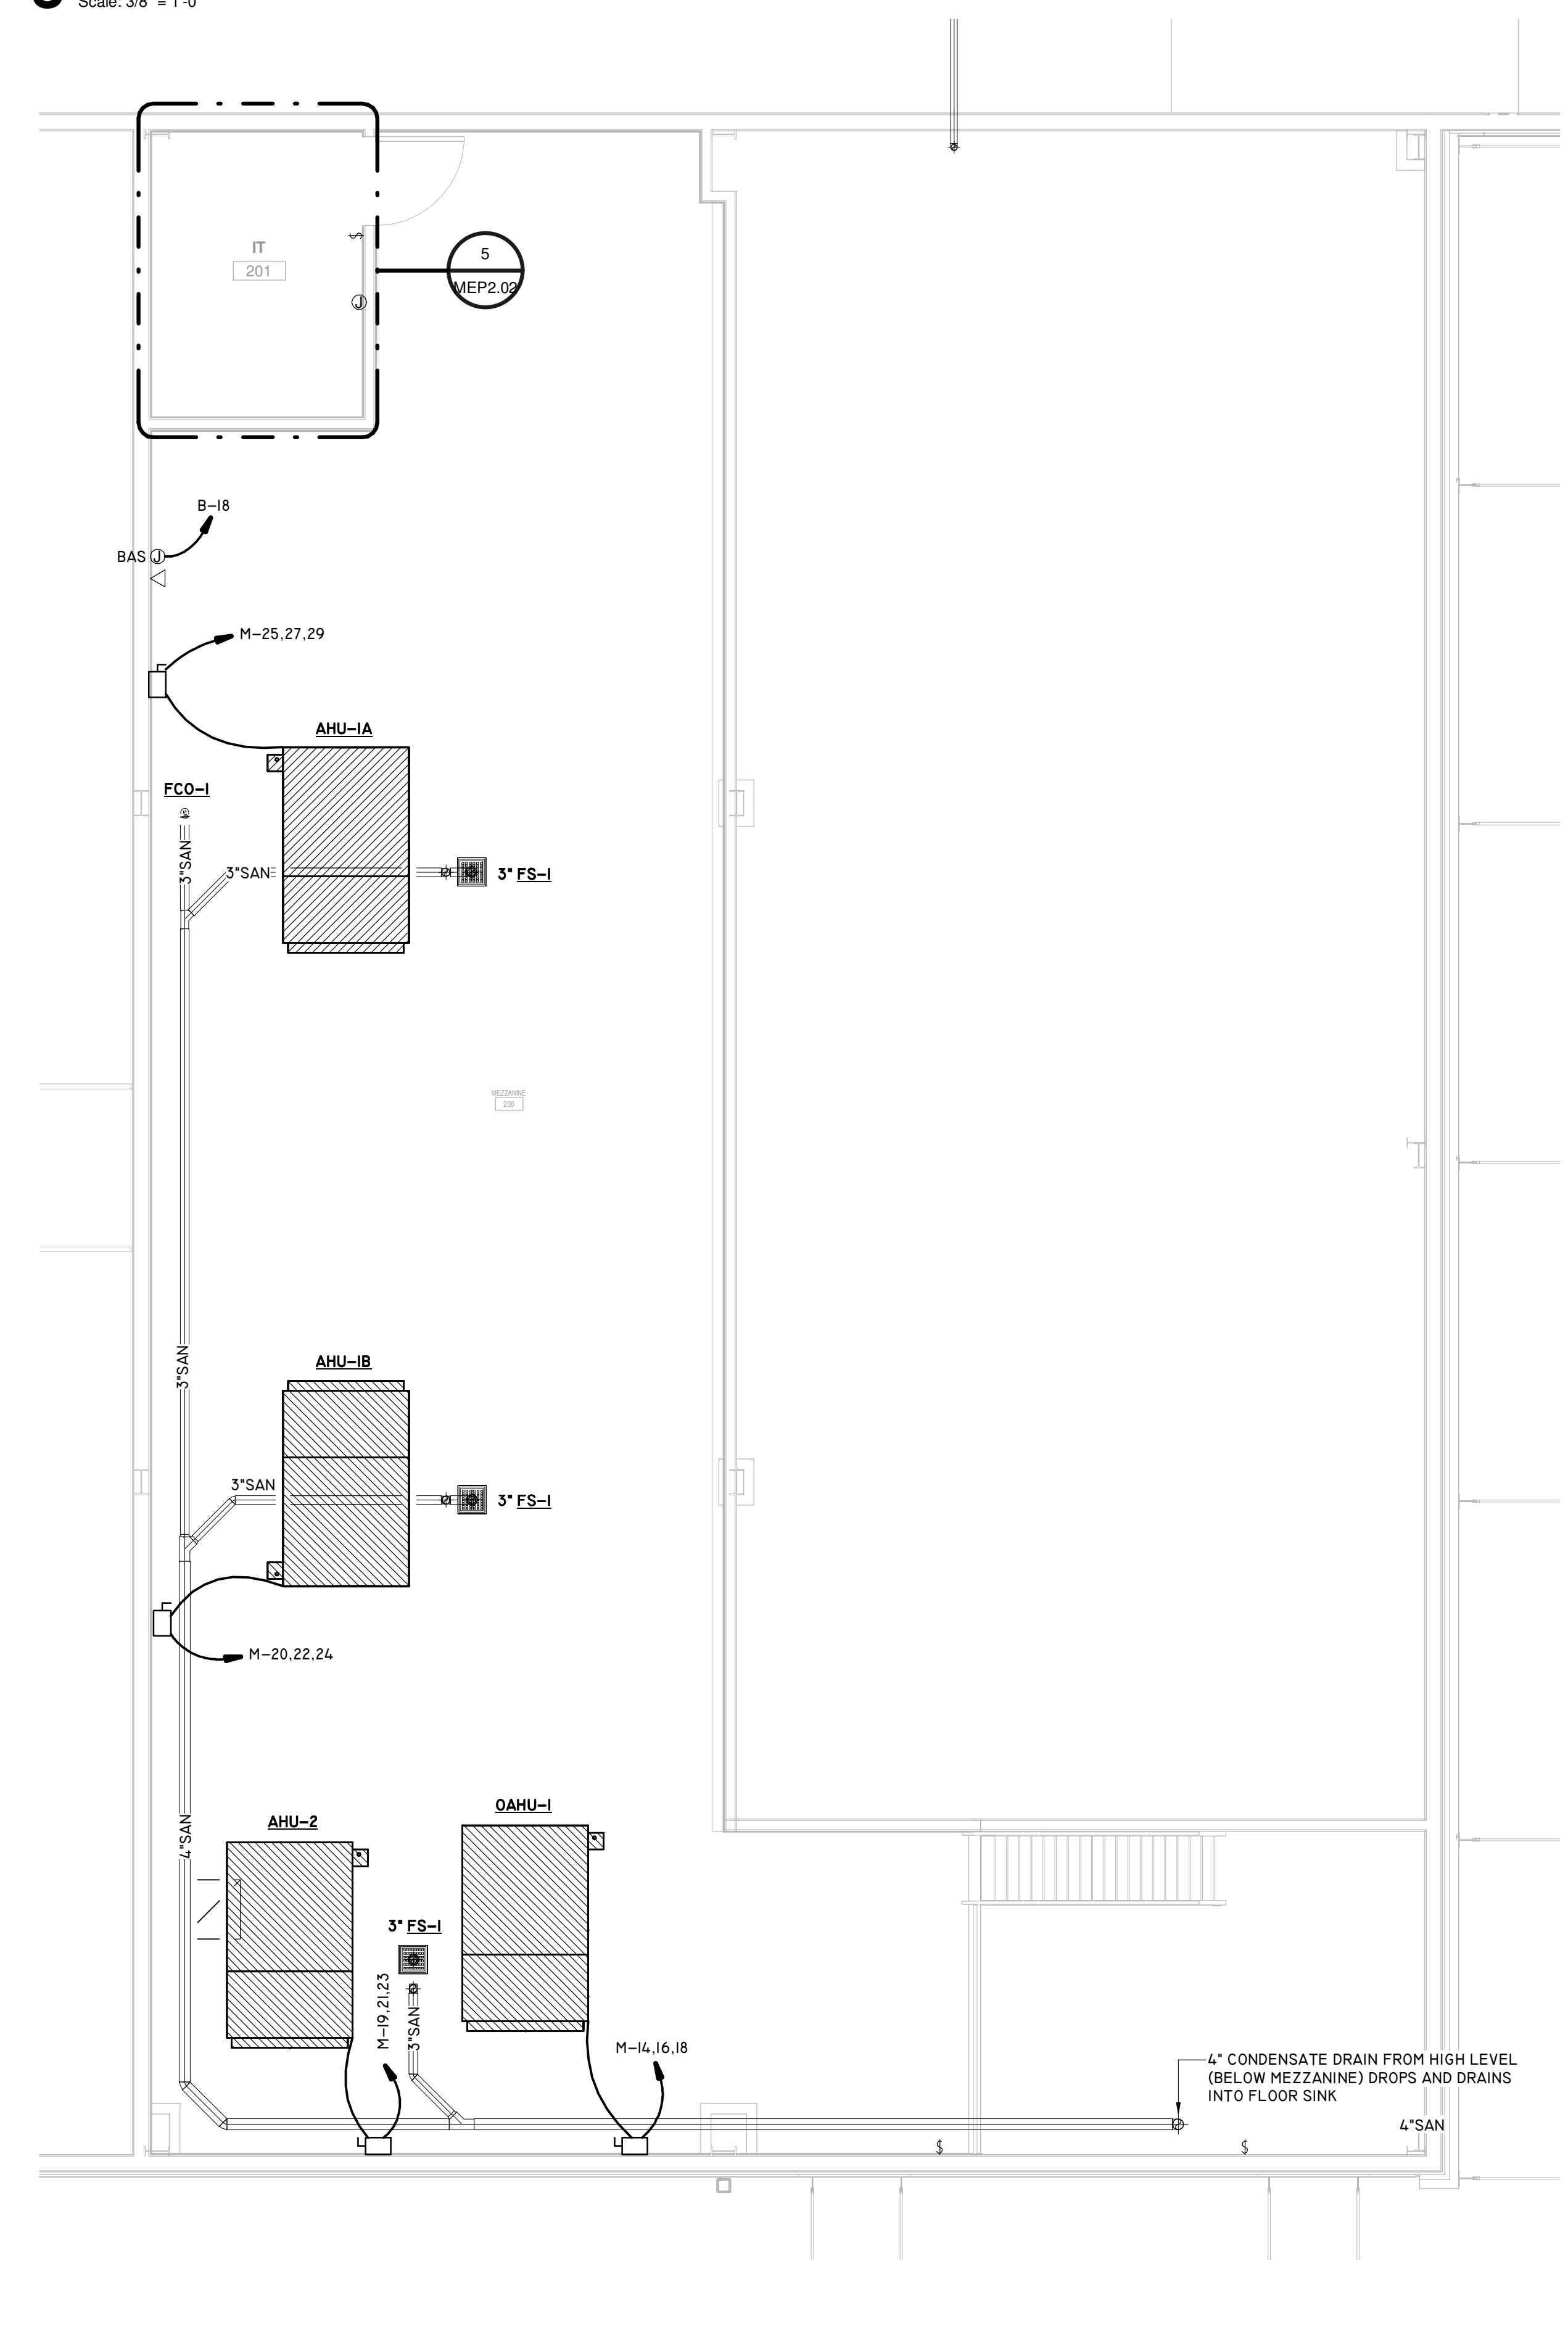 Scale: 3/8" = 1'-0"
IT
201
5
MEP2.02
B-18
BAS J
J
M-25,27,29
AHU-1A
FCO-1
3"SAN
3"SAN
3" FS-1
MEZZANINE
200
3"SAN
AHU-1B
3"SAN
3" FS-1
M-20,22,24
OAHU-1
AHU-2
4"SAN
3" FS-1
M-19,21,23
3"SAN
M-14,16,18
4" CONDENSATE DRAIN FROM HIGH LEVEL
(BELOW MEZZANINE) DROPS AND DRAINS
INTO FLOOR SINK
4"SAN
$
$
$